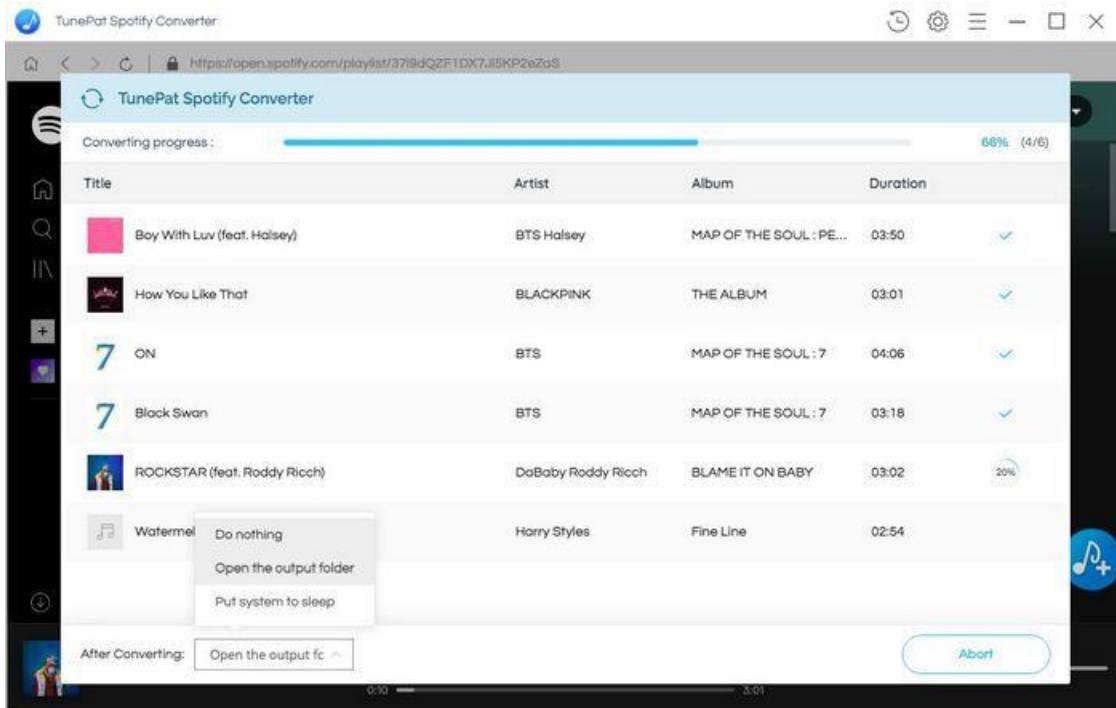 TunePat Spotify Converter
https://open.spotify.com/playlist/37i9dQZF1DX7Jl5KP2eZaS
TunePat Spotify Converter
Converting progress :
66% (4/6)
Title Artist Album Duration
Boy With Luv (feat. Halsey) BTS Halsey MAP OF THE SOUL : PE... 03:50
How You Like That BLACKPINK THE ALBUM 03:01
7 ON BTS MAP OF THE SOUL : 7 04:06
7 Black Swan BTS MAP OF THE SOUL : 7 03:18
ROCKSTAR (feat. Roddy Ricch) DaBaby Roddy Ricch BLAME IT ON BABY 03:02 20%
Watermel Harry Styles Fine Line 02:54
Do nothing
Open the output folder
Put system to sleep
After Converting: Open the output fc Abort
0:10 3:01